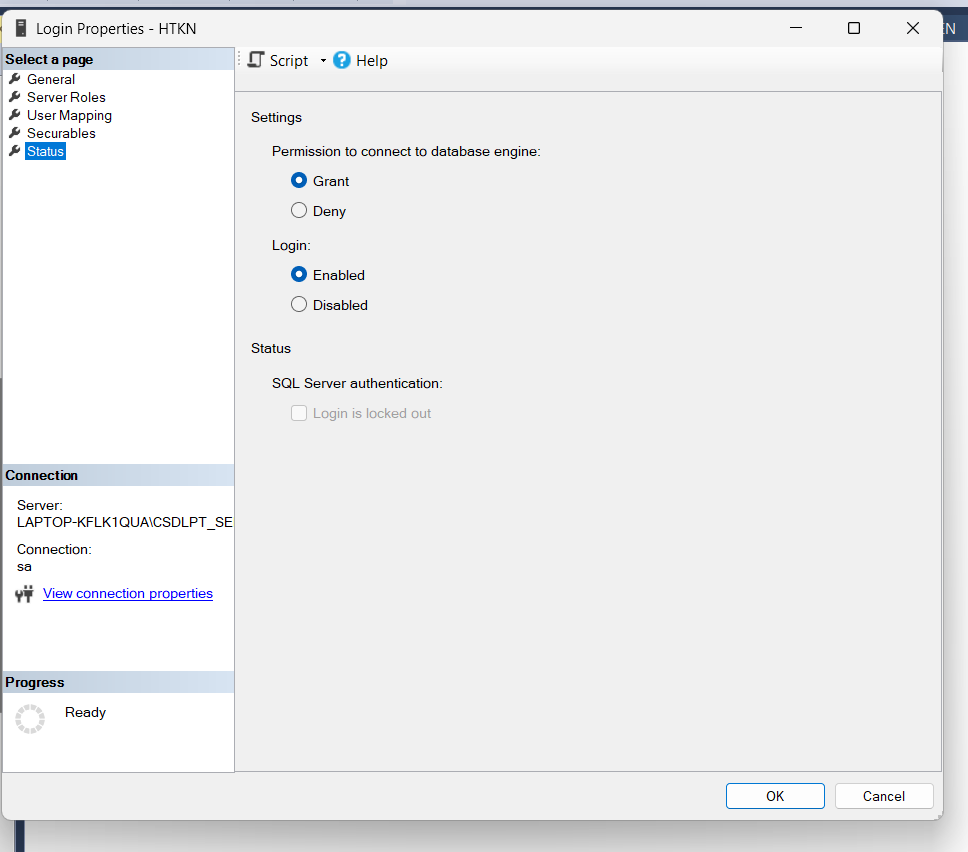 Login Properties - HTKN
Select a page
General
Server Roles
User Mapping
Securables
Status
Script
Help
Settings
Permission to connect to database engine:
Grant
Deny
Login:
Enabled
Disabled
Status
SQL Server authentication:
Login is locked out
Connection
Server:
LAPTOP-KFLK1QUA\CSDLPT_SE
Connection:
sa
View connection properties
Progress
Ready
OK
Cancel